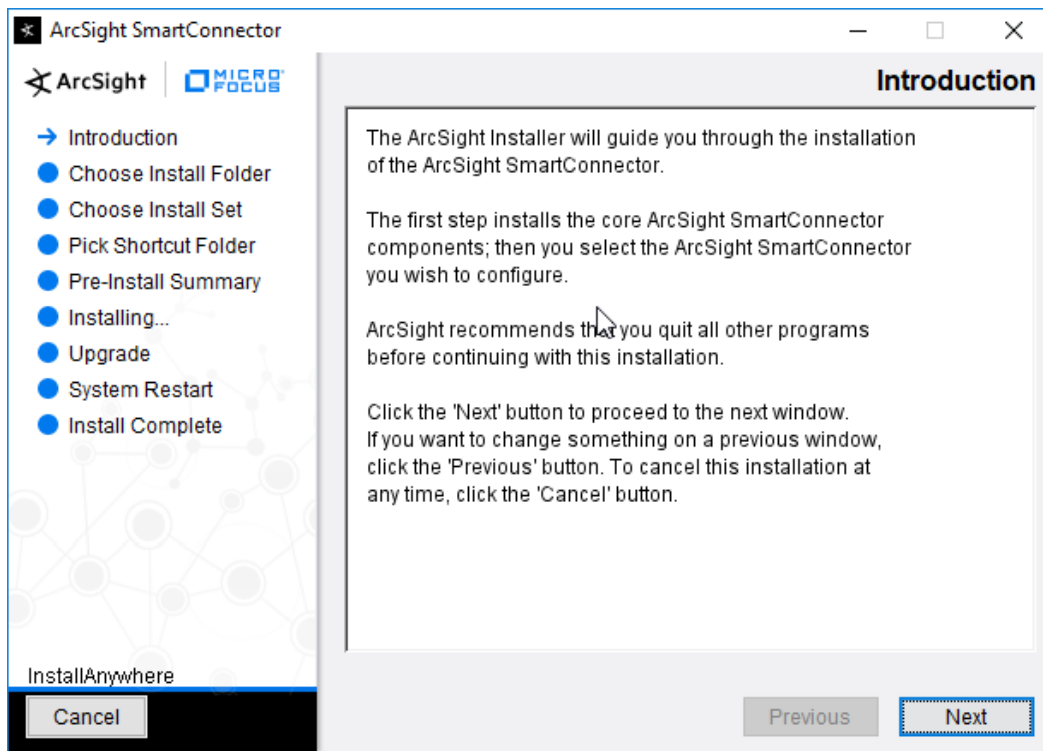 ArcSight SmartConnector
ArcSight
MICRO
FOCUS
Introduction
Introduction
Choose Install Folder
Choose Install Set
Pick Shortcut Folder
Pre-Install Summary
Installing...
Upgrade
System Restart
Install Complete
The ArcSight Installer will guide you through the installation
of the ArcSight SmartConnector.
The first step installs the core ArcSight SmartConnector
components; then you select the ArcSight SmartConnector
you wish to configure.
ArcSight recommends that you quit all other programs
before continuing with this installation.
Click the 'Next' button to proceed to the next window.
If you want to change something on a previous window,
click the 'Previous' button. To cancel this installation at
any time, click the 'Cancel' button.
InstallAnywhere
Cancel
Previous
Next